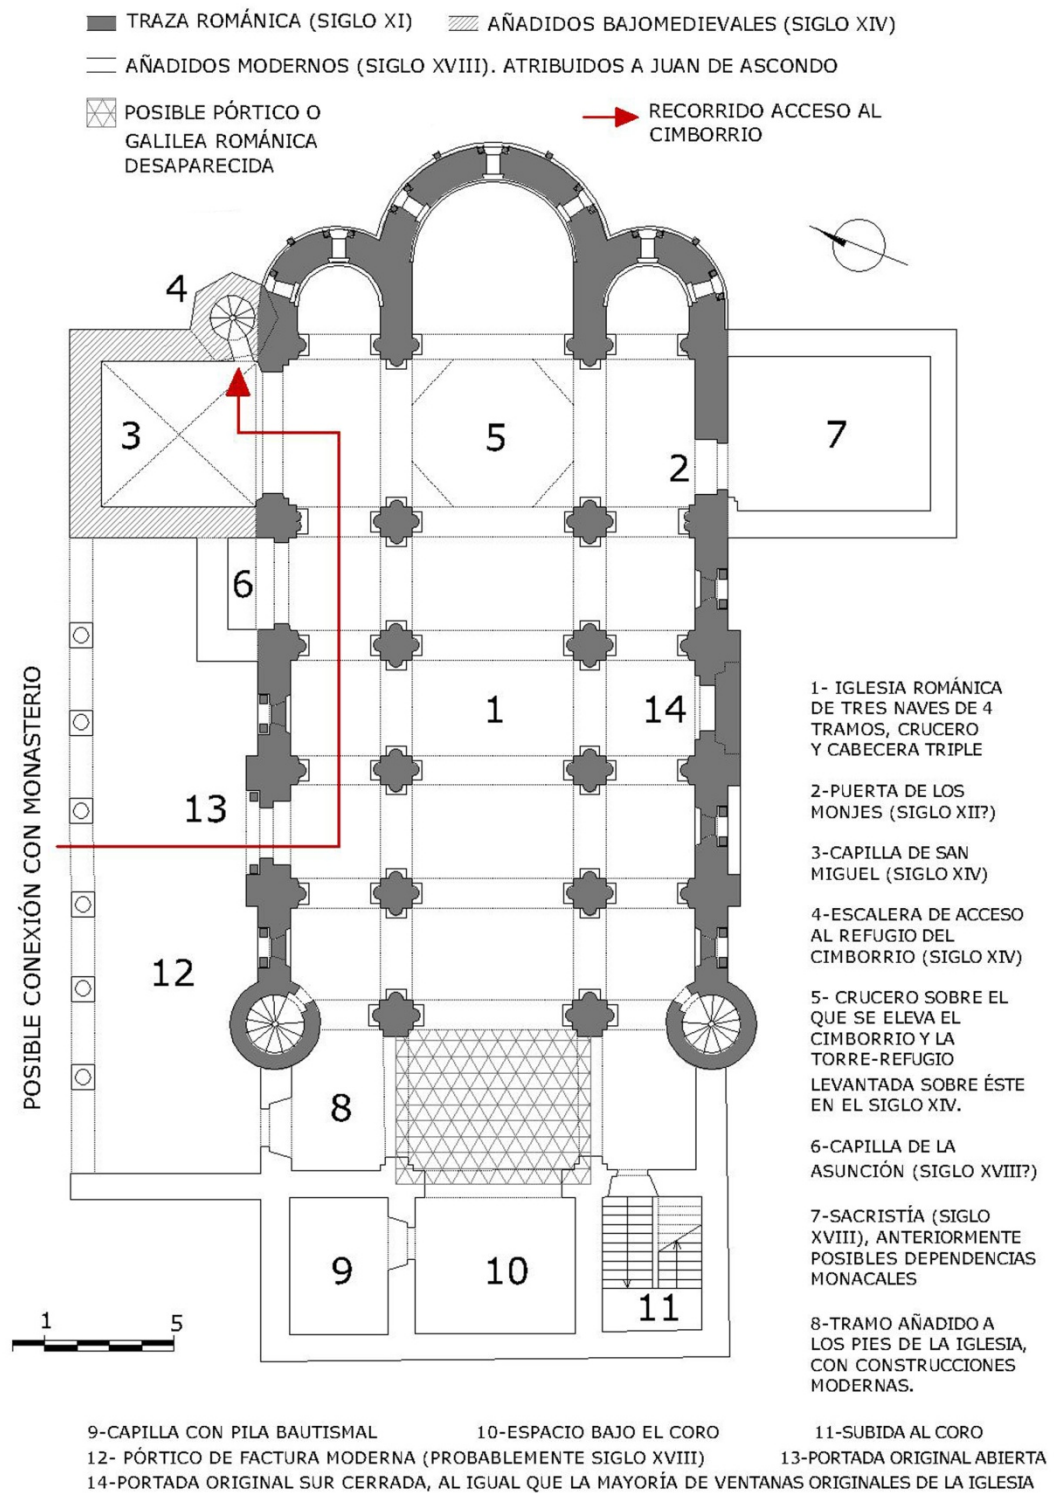 TRAZA ROMÁNICA (SIGLO XI)
AÑADIDOS BAJOMEDIEVALES (SIGLO XIV)
AÑADIDOS MODERNOS (SIGLO XVIII). ATRIBUIDOS A JUAN DE ASCONDO
POSIBLE PÓRTICO O
GALILEA ROMÁNICA
DESAPARECIDA
RECORRIDO ACCESO AL
CIMBORRIO
4
3
5
2
7
6
1
14
13
12
8
9
10
11
POSIBLE CONEXIÓN CON MONASTERIO
1
5
1- IGLESIA ROMÁNICA
DE TRES NAVES DE 4
TRAMOS, CRUCERO
Y CABECERA TRIPLE
2-PUERTA DE LOS
MONJES (SIGLO XII?)
3-CAPILLA DE SAN
MIGUEL (SIGLO XIV)
4-ESCALERA DE ACCESO
AL REFUGIO DEL
CIMBORRIO (SIGLO XIV)
5- CRUCERO SOBRE EL
QUE SE ELEVA EL
CIMBORRIO Y LA
TORRE-REFUGIO
LEVANTADA SOBRE ÉSTE
EN EL SIGLO XIV.
6-CAPILLA DE LA
ASUNCIÓN (SIGLO XVIII?)
7-SACRISTÍA (SIGLO
XVIII), ANTERIORMENTE
POSIBLES DEPENDENCIAS
MONACALES
8-TRAMO AÑADIDO A
LOS PIES DE LA IGLESIA,
CON CONSTRUCCIONES
MODERNAS.
9-CAPILLA CON PILA BAUTISMAL
10-ESPACIO BAJO EL CORO
11-SUBIDA AL CORO
12- PÓRTICO DE FACTURA MODERNA (PROBABLEMENTE SIGLO XVIII)
13-PORTADA ORIGINAL ABIERTA
14-PORTADA ORIGINAL SUR CERRADA, AL IGUAL QUE LA MAYORÍA DE VENTANAS ORIGINALES DE LA IGLESIA